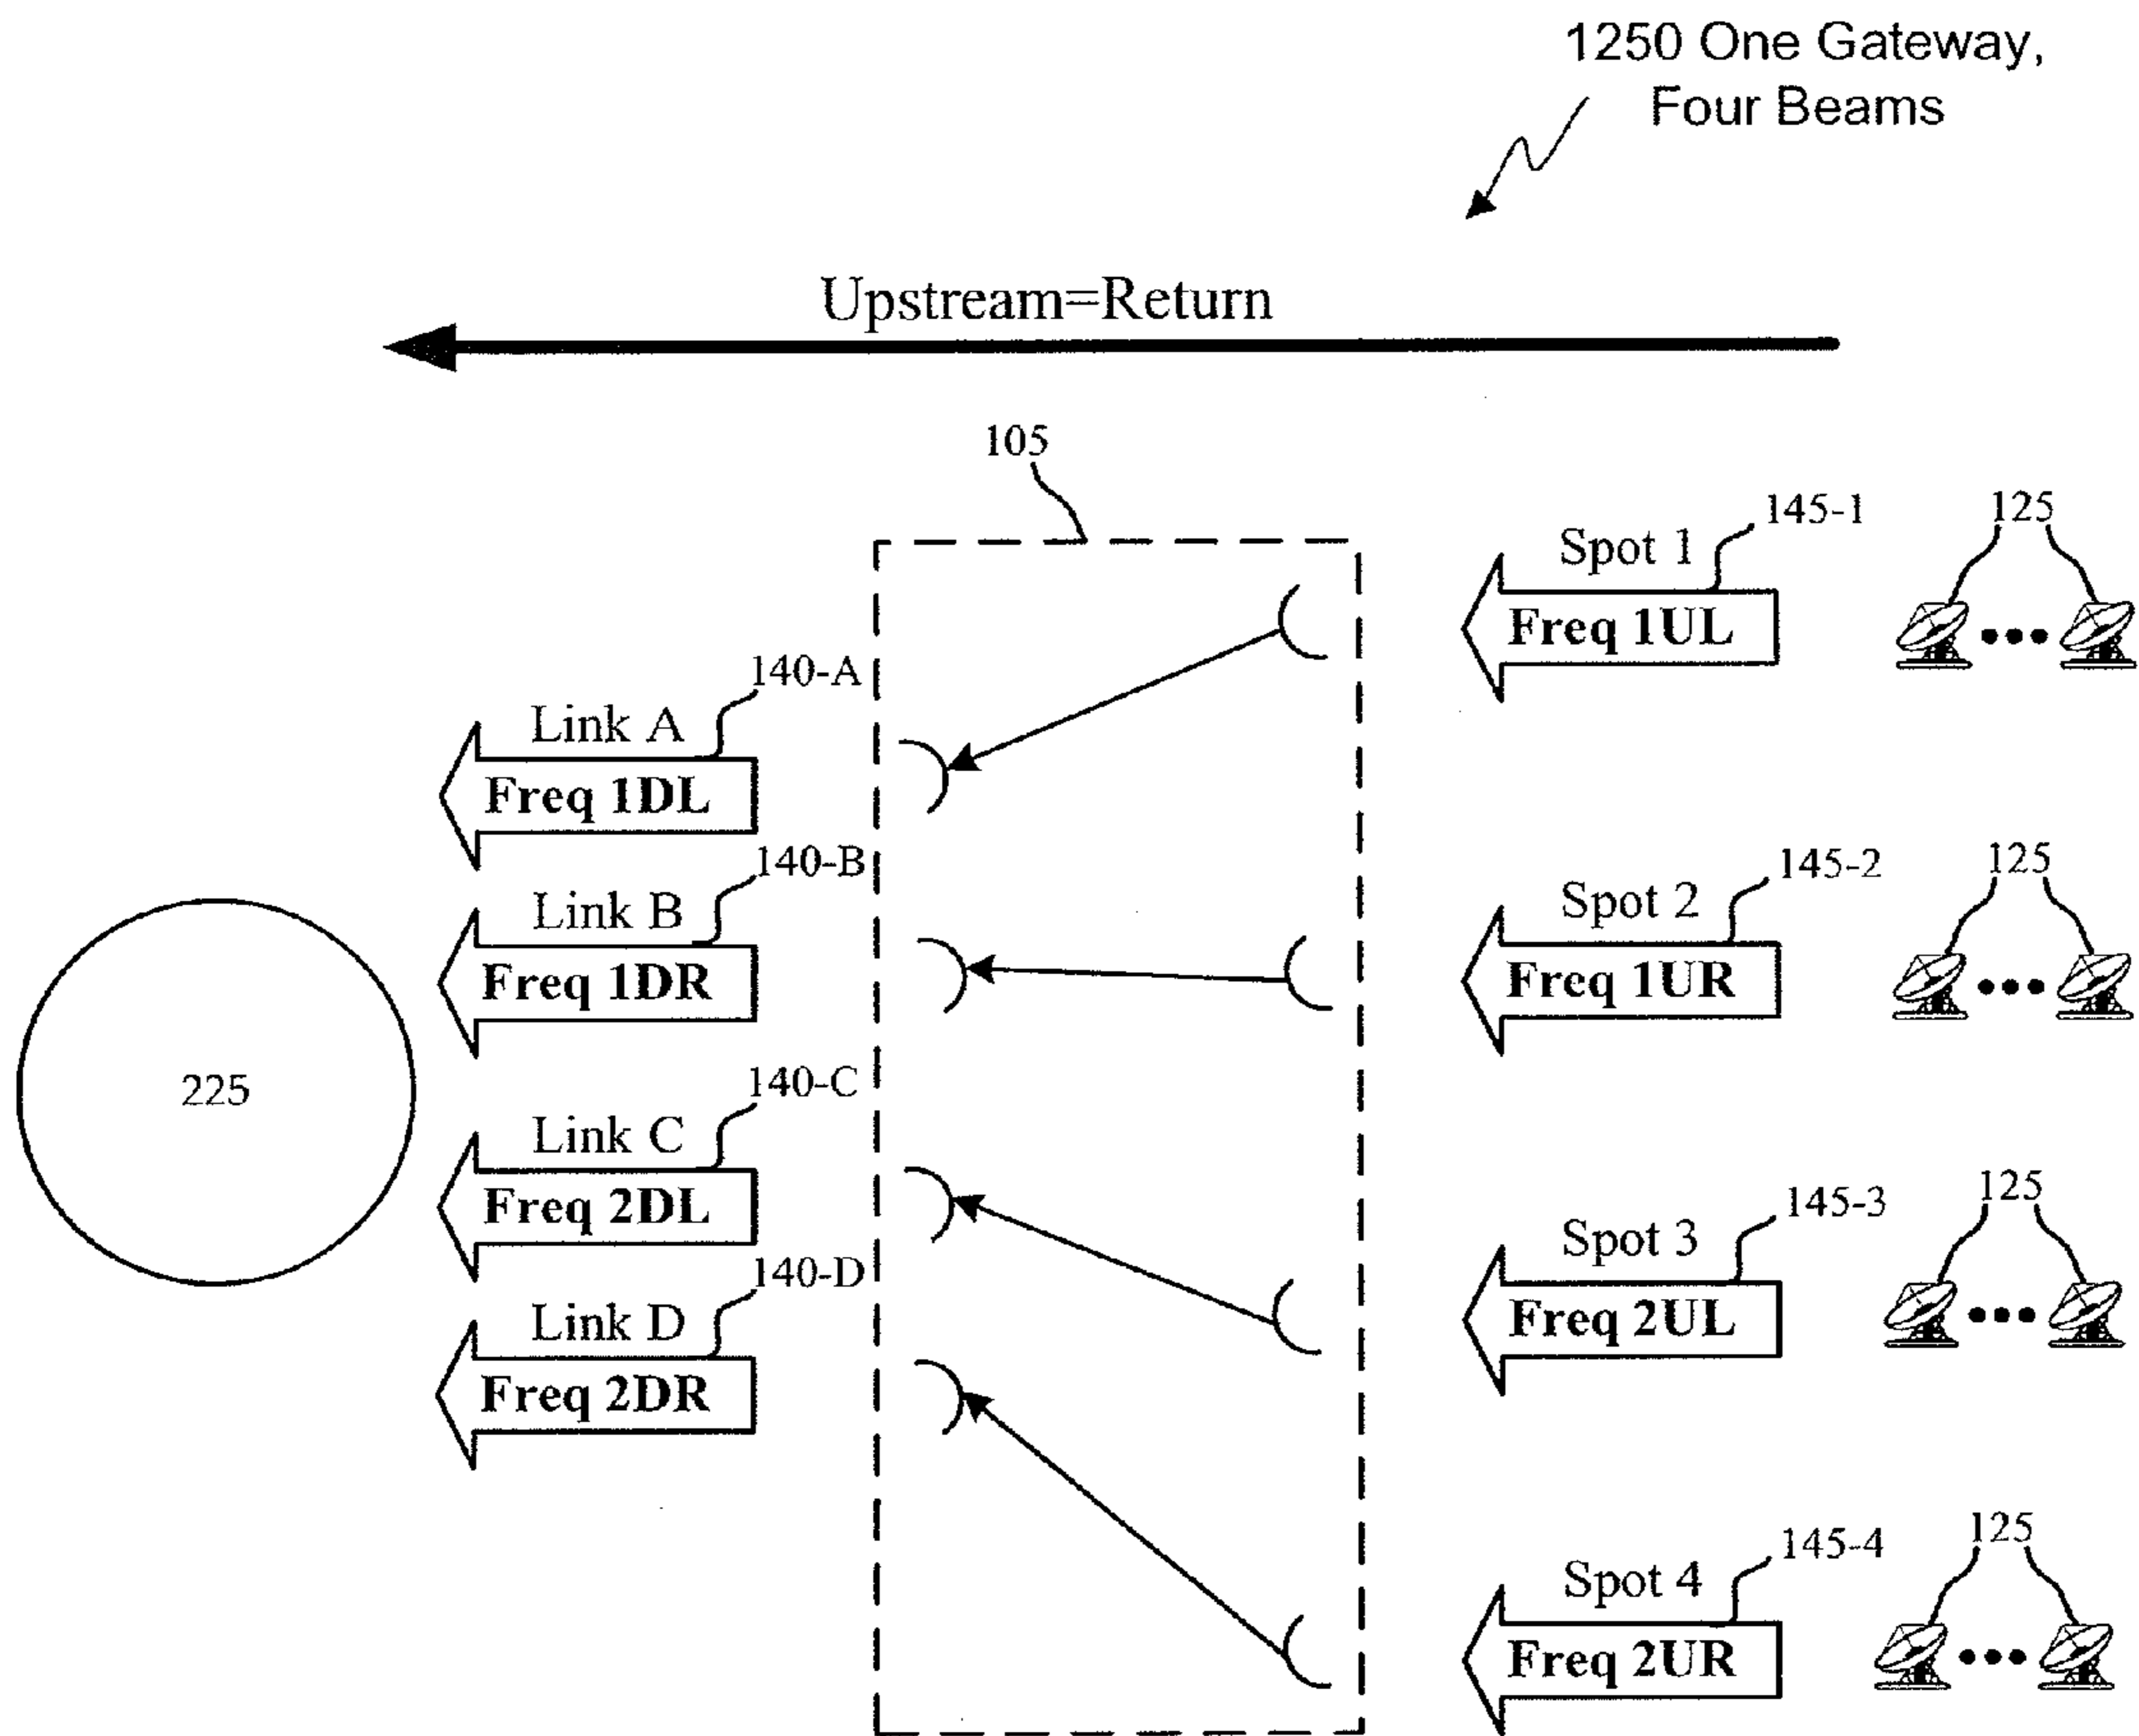 1250 One Gateway,
Four Beams
Upstream=Return
105
145-1
125
Spot 1
Freq 1UL
140-A
Link A
Freq 1DL
140-B
145-2
125
Link B
Spot 2
Freq 1DR
Freq 1UR
225
140-C
Link C
145-3
125
Freq 2DL
Spot 3
140-D
Link D
Freq 2UL
Freq 2DR
145-4
125
Spot 4
Freq 2UR